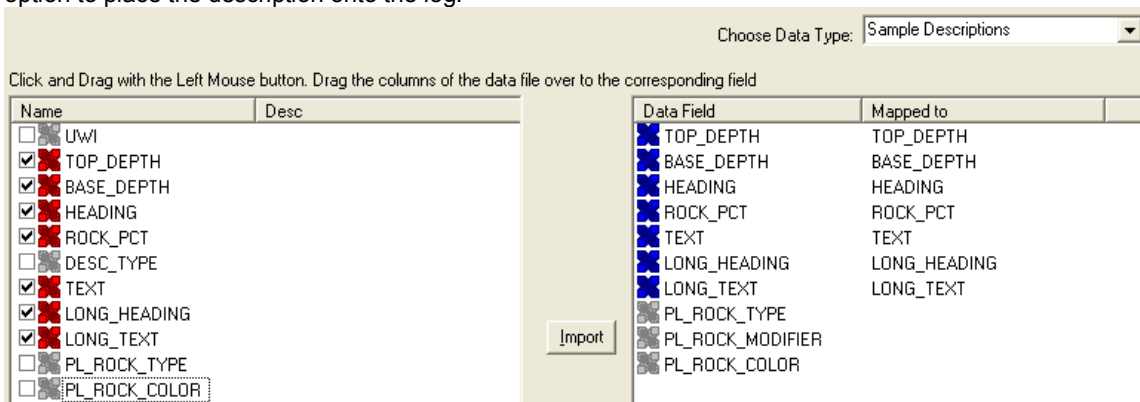 option to place the description onto the log.
Choose Data Type: Sample Descriptions
Click and Drag with the Left Mouse button. Drag the columns of the data file over to the corresponding field
Name Desc Data Field Mapped to
UWI TOP_DEPTH TOP_DEPTH
TOP_DEPTH BASE_DEPTH BASE_DEPTH
BASE_DEPTH HEADING HEADING
HEADING ROCK_PCT ROCK_PCT
ROCK_PCT TEXT TEXT
DESC_TYPE LONG_HEADING LONG_HEADING
TEXT LONG_TEXT LONG_TEXT
LONG_HEADING PL_ROCK_TYPE
LONG_TEXT Import PL_ROCK_MODIFIER
PL_ROCK_TYPE PL_ROCK_COLOR
PL_ROCK_COLOR